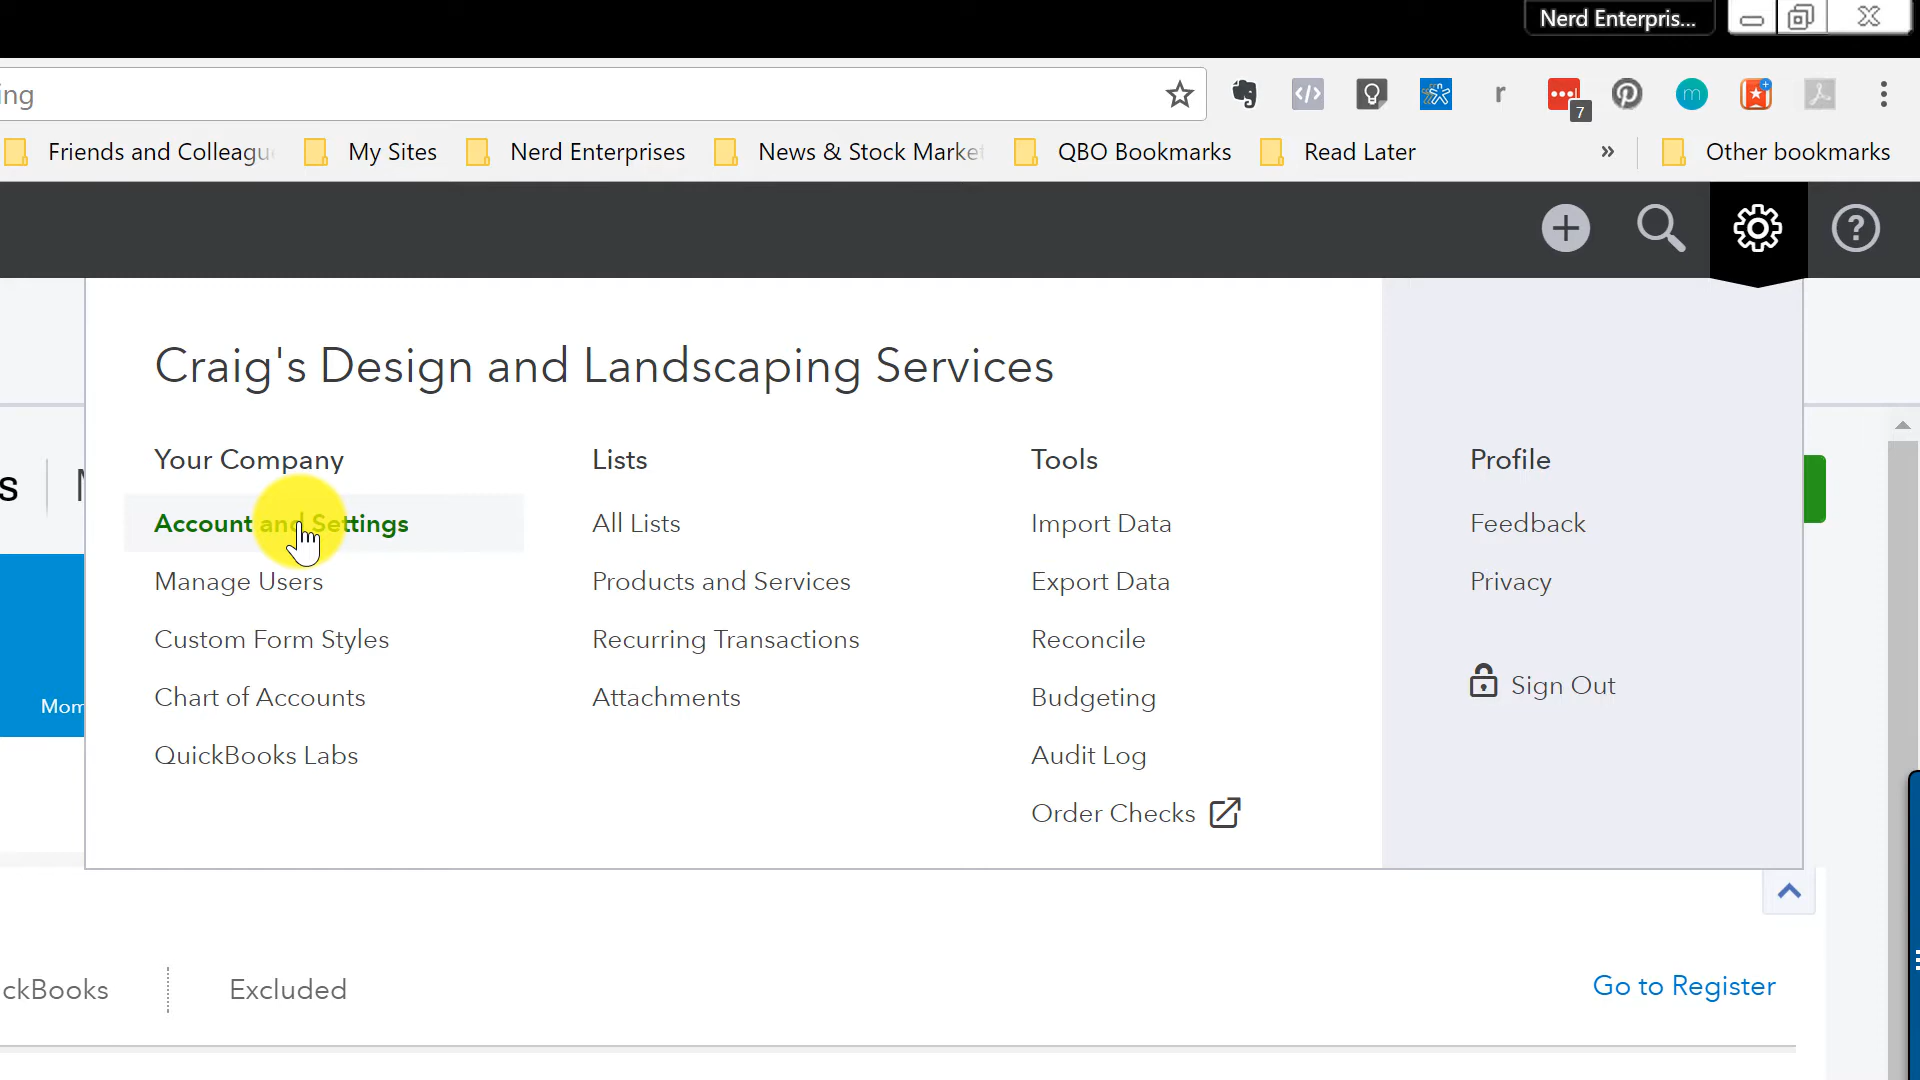 Nerd Enterpris...
ing
7
Friends and Colleagu
My Sites
Nerd Enterprises
News & Stock Market
QBO Bookmarks
Read Later
»
Other bookmarks
Craig's Design and Landscaping Services
Your Company
Account and Settings
Manage Users
Custom Form Styles
Chart of Accounts
QuickBooks Labs
Lists
All Lists
Products and Services
Recurring Transactions
Attachments
Tools
Import Data
Export Data
Reconcile
Budgeting
Audit Log
Order Checks
Profile
Feedback
Privacy
Sign Out
s
Mom
ckBooks
Excluded
Go to Register